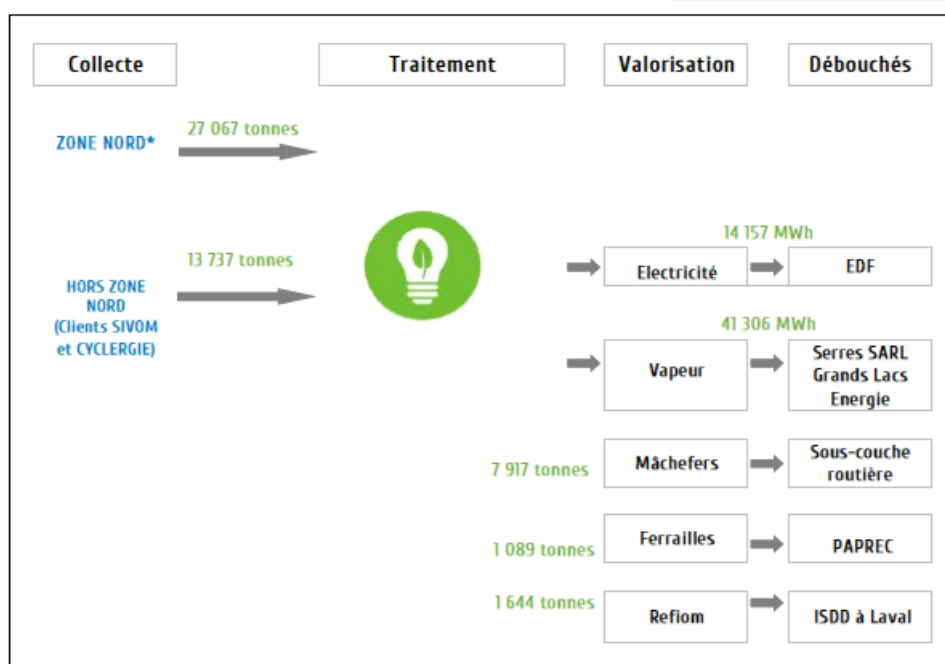 Collecte
Traitement
Valorisation
Débouchés
ZONE NORD*
27 067 tonnes
HORS ZONE
NORD
(Clients SIVOM
et CYCLERGIE)
13 737 tonnes
14 157 MWh
Electricité
EDF
41 306 MWh
Vapeur
Serres SARL
Grands Lacs
Energie
7 917 tonnes
Mâchefers
Sous-couche
routière
1 089 tonnes
Ferrailles
PAPREC
1 644 tonnes
Refiom
ISDD à Laval